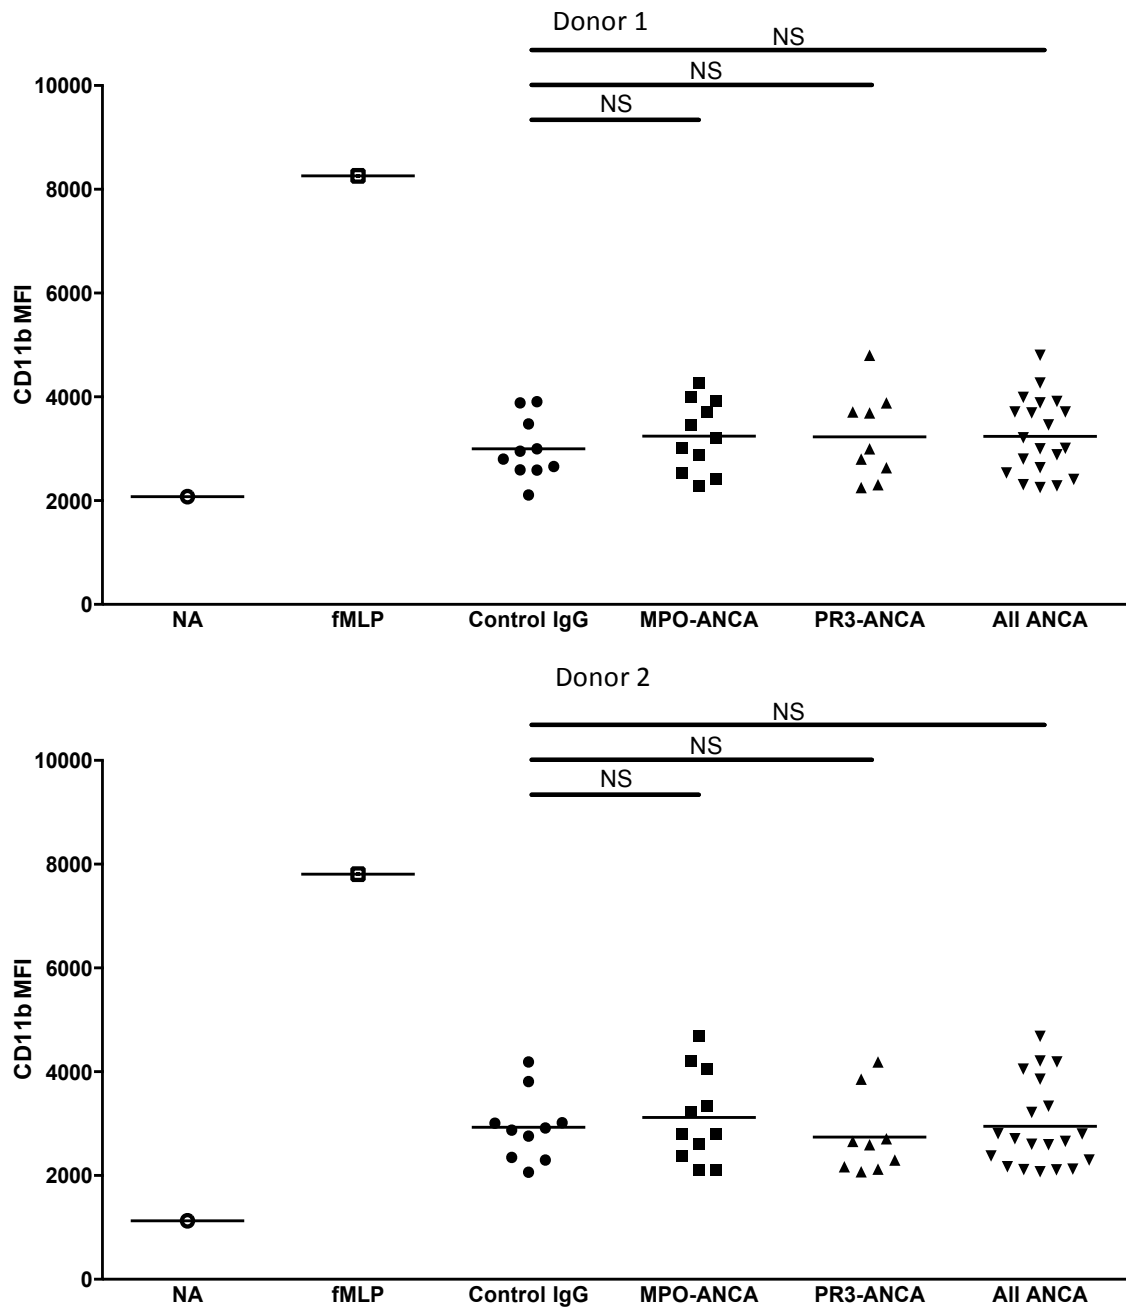 Donor 1
NS
NS
NS
10000
8000
6000
4000
2000
0
CD11b MFI
NA fMLP Control IgG MPO-ANCA PR3-ANCA All ANCA
Donor 2
NS
NS
NS
10000
8000
6000
4000
2000
0
CD11b MFI
NA fMLP Control IgG MPO-ANCA PR3-ANCA All ANCA